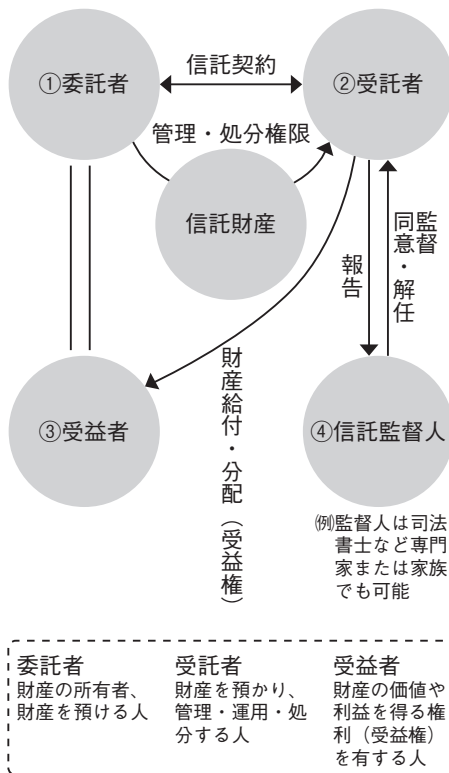 ①委託者
信託契約
②受託者
管理・処分権限
信託財産
報告
監督・
同意・解任
財産給付・分配（受益権）
③受益者
④信託監督人
㈎監督人は司法
書士など専門
家または家族
でも可能
委託者
財産の所有者、
財産を預ける人
受託者
財産を預かり、
管理・運用・処
分する人
受益者
財産の価値や
利益を得る権
利（受益権）
を有する人